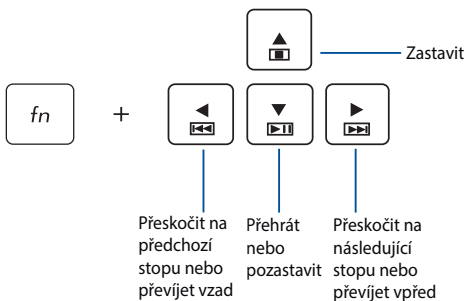 Zastavit
fn +
Přeskočit na
předchozí
stopu nebo
převíjet vzad
Přehrát
nebo
pozastavit
Přeskočit na
následující
stopu nebo
převíjet vpřed